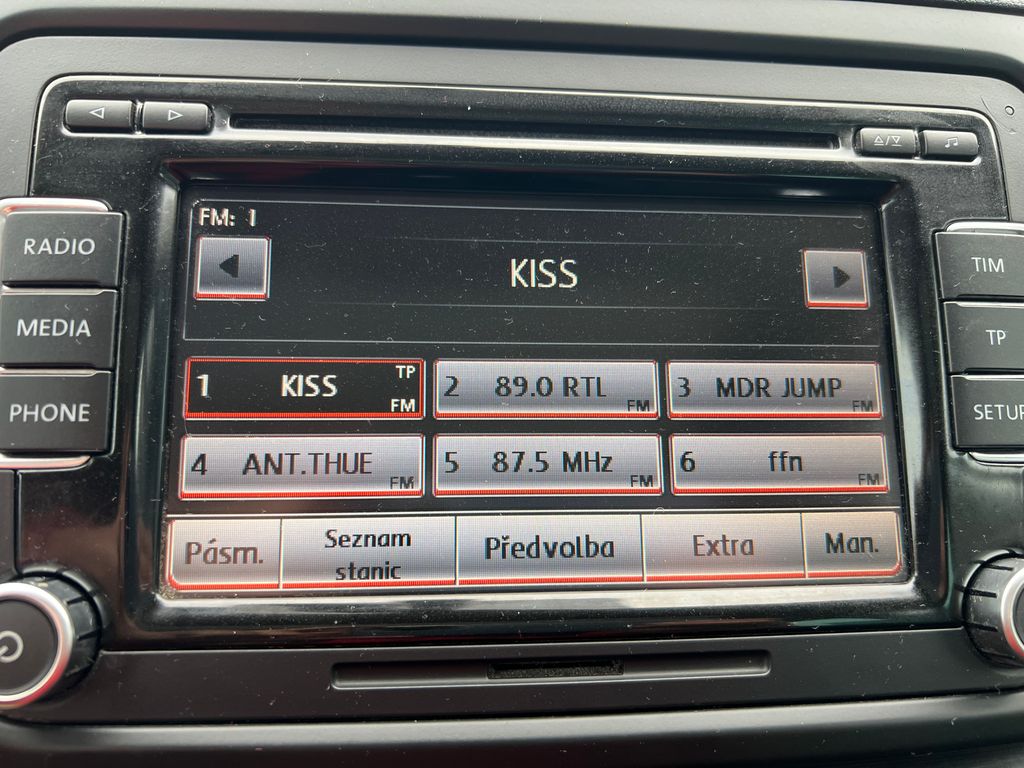 RADIO
MEDIA
PHONE
TIM
TP
SETUP
FM: 1
KISS
1 KISS TP FM
2 89.0 RTL FM
3 MDR JUMP FM
4 ANT.THUE FM
5 87.5 MHz FM
6 ffn FM
Pásm.
Seznam
stanic
Předvolba
Extra
Man.